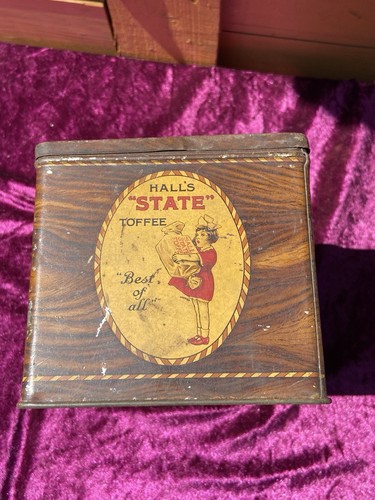 HALL'S
"STATE"
TOFFEE
"Best
of
all"